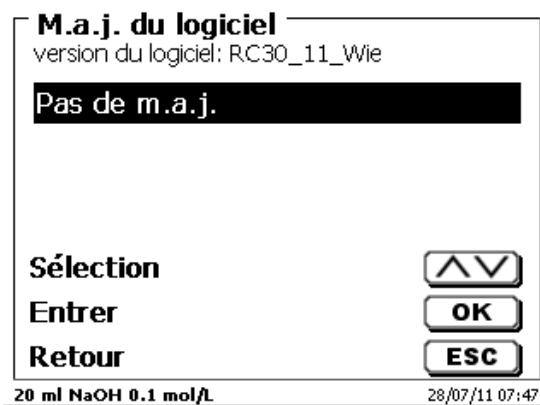 M.a.j. du logiciel
version du logiciel: RC30_11_Wie
Pas de m.a.j.
Sélection
Entrer OK
Retour ESC
20 ml NaOH 0.1 mol/L 28/07/11 07:47